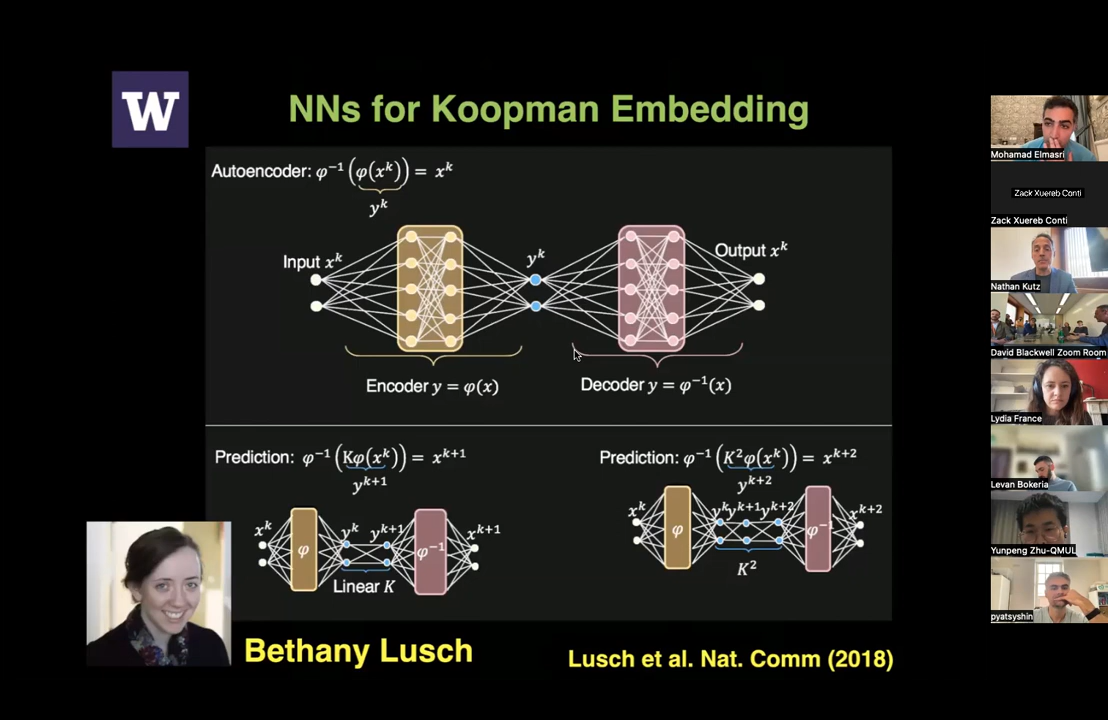 W
NNs for Koopman Embedding
Autoencoder: φ⁻¹(φ(xᵏ)) = xᵏ
yᵏ
Input xᵏ
yᵏ
Output xᵏ
Encoder y = φ(x)
Decoder y = φ⁻¹(x)
Prediction: φ⁻¹(Kφ(xᵏ)) = xᵏ⁺¹
yᵏ⁺¹
xᵏ
φ
yᵏ
yᵏ⁺¹
φ⁻¹
xᵏ⁺¹
Linear K
Prediction: φ⁻¹(K²φ(xᵏ)) = xᵏ⁺²
yᵏ⁺²
xᵏ
φ
yᵏ
yᵏ⁺¹
yᵏ⁺²
φ⁻¹
xᵏ⁺²
K²
Bethany Lusch
Lusch et al. Nat. Comm (2018)
Mohamad Elmasri
Zack Xuereb Conti
Zack Xuereb Conti
Nathan Kutz
David Blackwell Zoom Room
Lydia France
Levan Bokeria
Yunpeng Zhu-QMUL
pyatsyshin